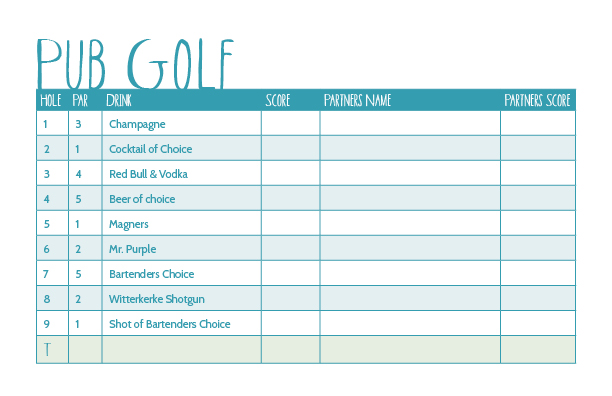 PUB GOLF
HOLE PAR DRINK SCORE PARTNERS NAME PARTNERS SCORE
1 3 Champagne
2 1 Cocktail of Choice
3 4 Red Bull & Vodka
4 5 Beer of choice
5 1 Magners
6 2 Mr. Purple
7 5 Bartenders Choice
8 2 Witterkerke Shotgun
9 1 Shot of Bartenders Choice
T